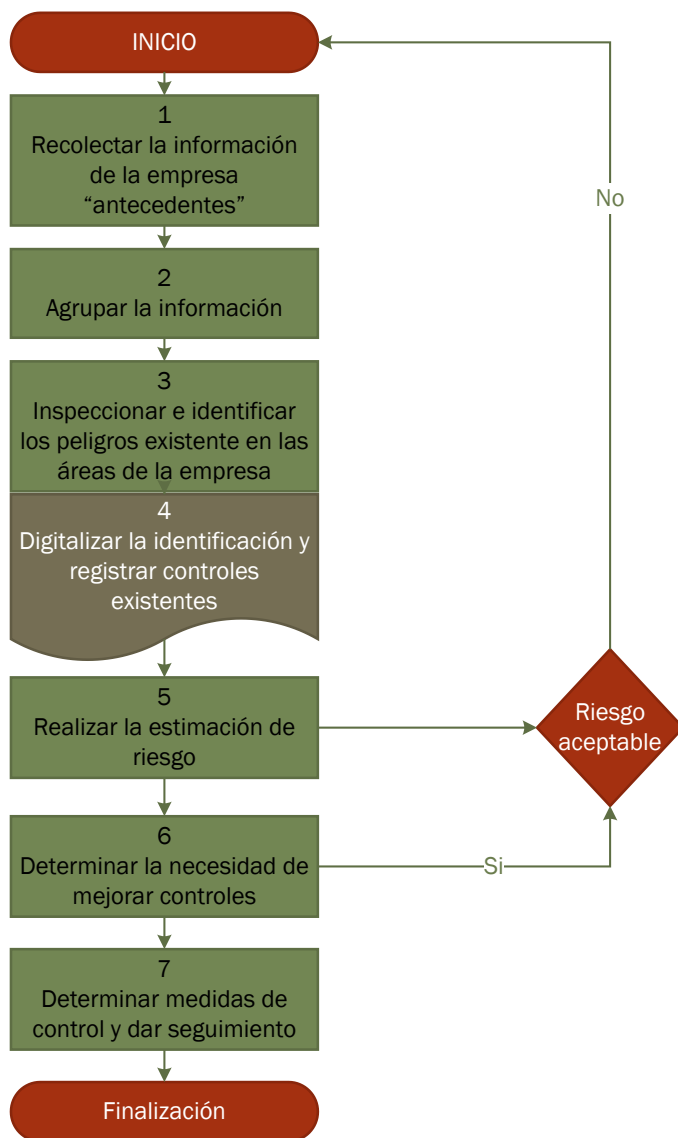 INICIO
1
Recolectar la información
de la empresa
“antecedentes”
No
2
Agrupar la información
3
Inspeccionar e identificar
los peligros existente en las
áreas de la empresa
4
Digitalizar la identificación y
registrar controles
existentes
5
Realizar la estimación de
riesgo
Riesgo
aceptable
6
Determinar la necesidad de
mejorar controles
Si
7
Determinar medidas de
control y dar seguimiento
Finalización